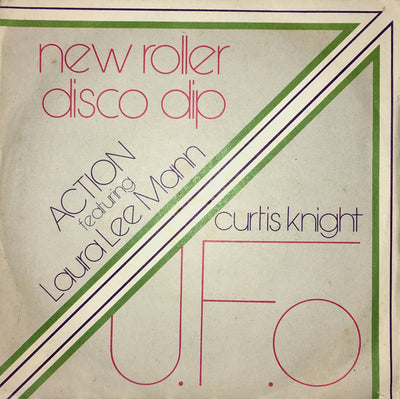 new roller
disco dip
ACTION
featuring
Laura Lee Mann
curtis knight
U.F.O